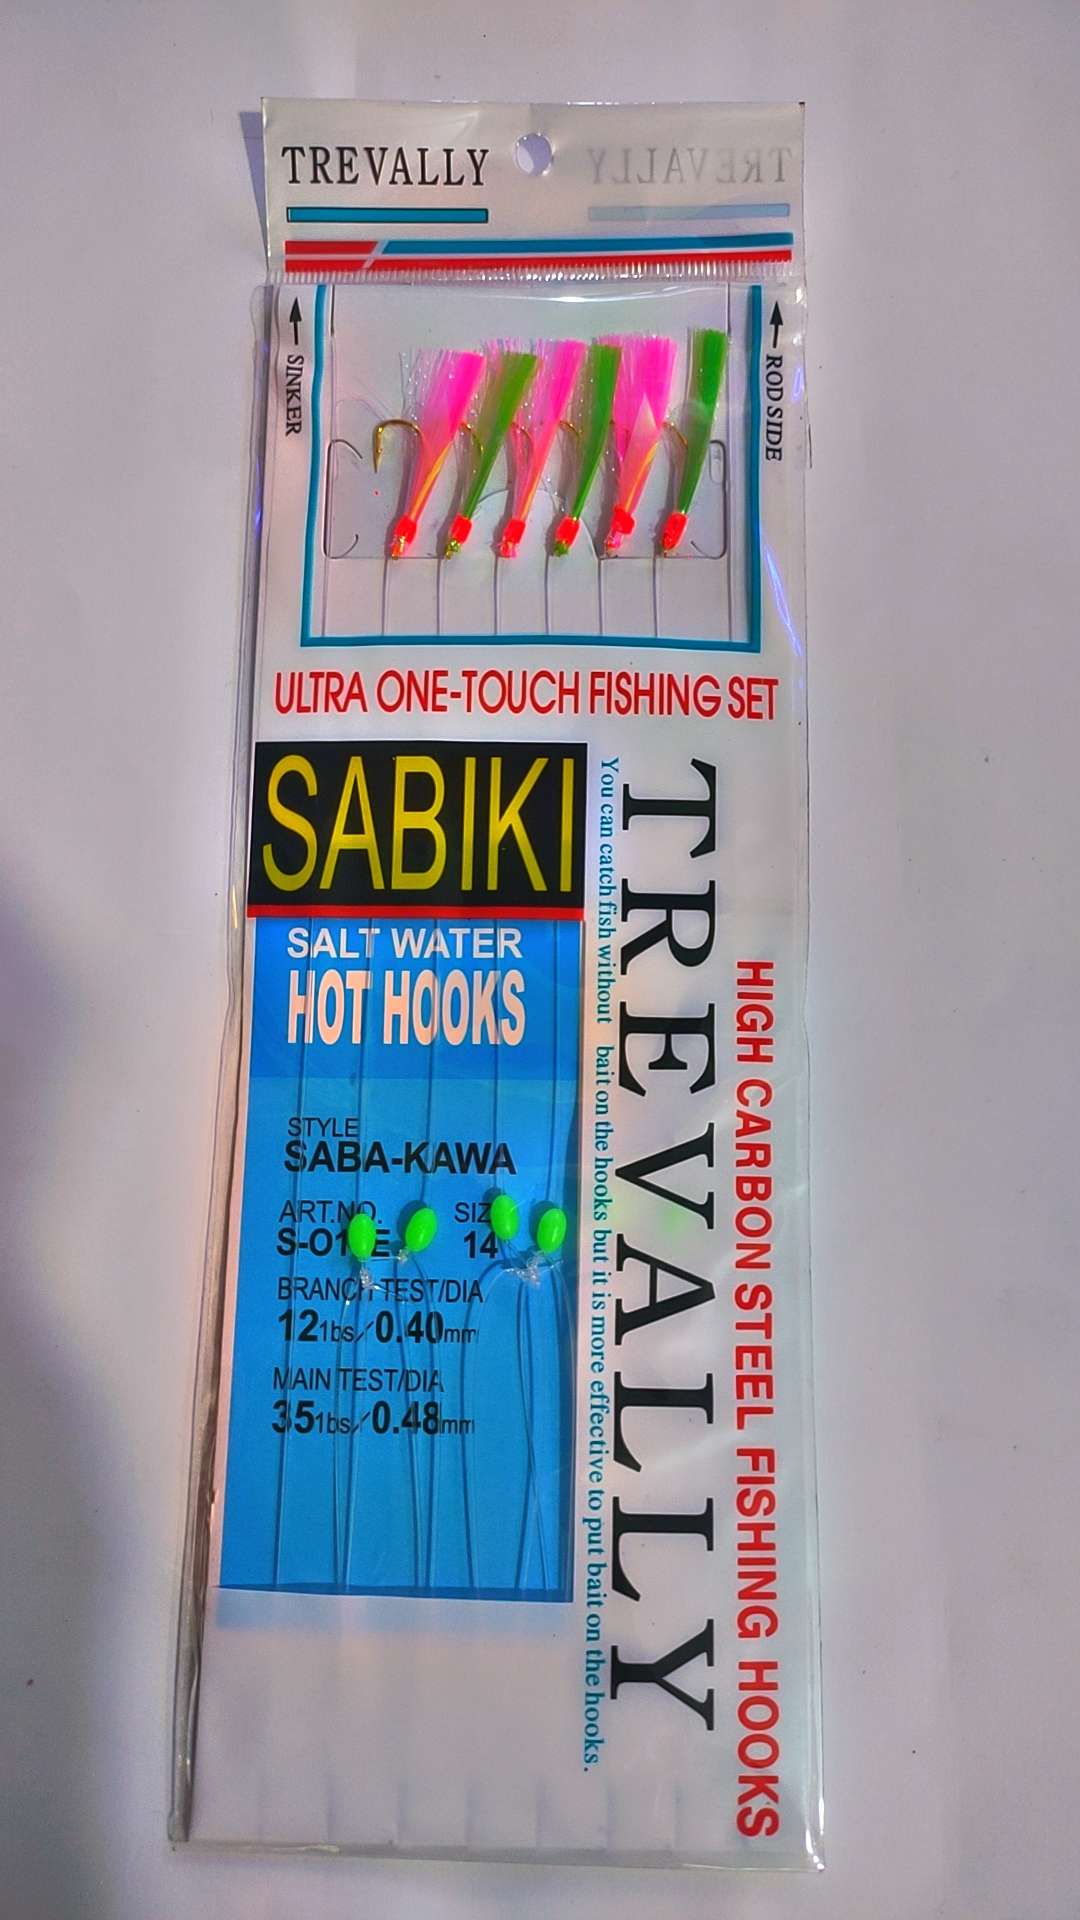 TREVALLY
SINKER
ROD SIDE
ULTRA ONE-TOUCH FISHING SET
SABIKI
SALT WATER
HOT HOOKS
STYLE
SABA-KAWA
ART.NO.
14
BRANCH TEST/DIA
12lbs/0.40mm
MAIN TEST/DIA
35lbs/0.48mm
You can catch fish without bait on the hooks but it is more effective to put bait on the hooks.
TREVALLY
HIGH CARBON STEEL FISHING HOOKS